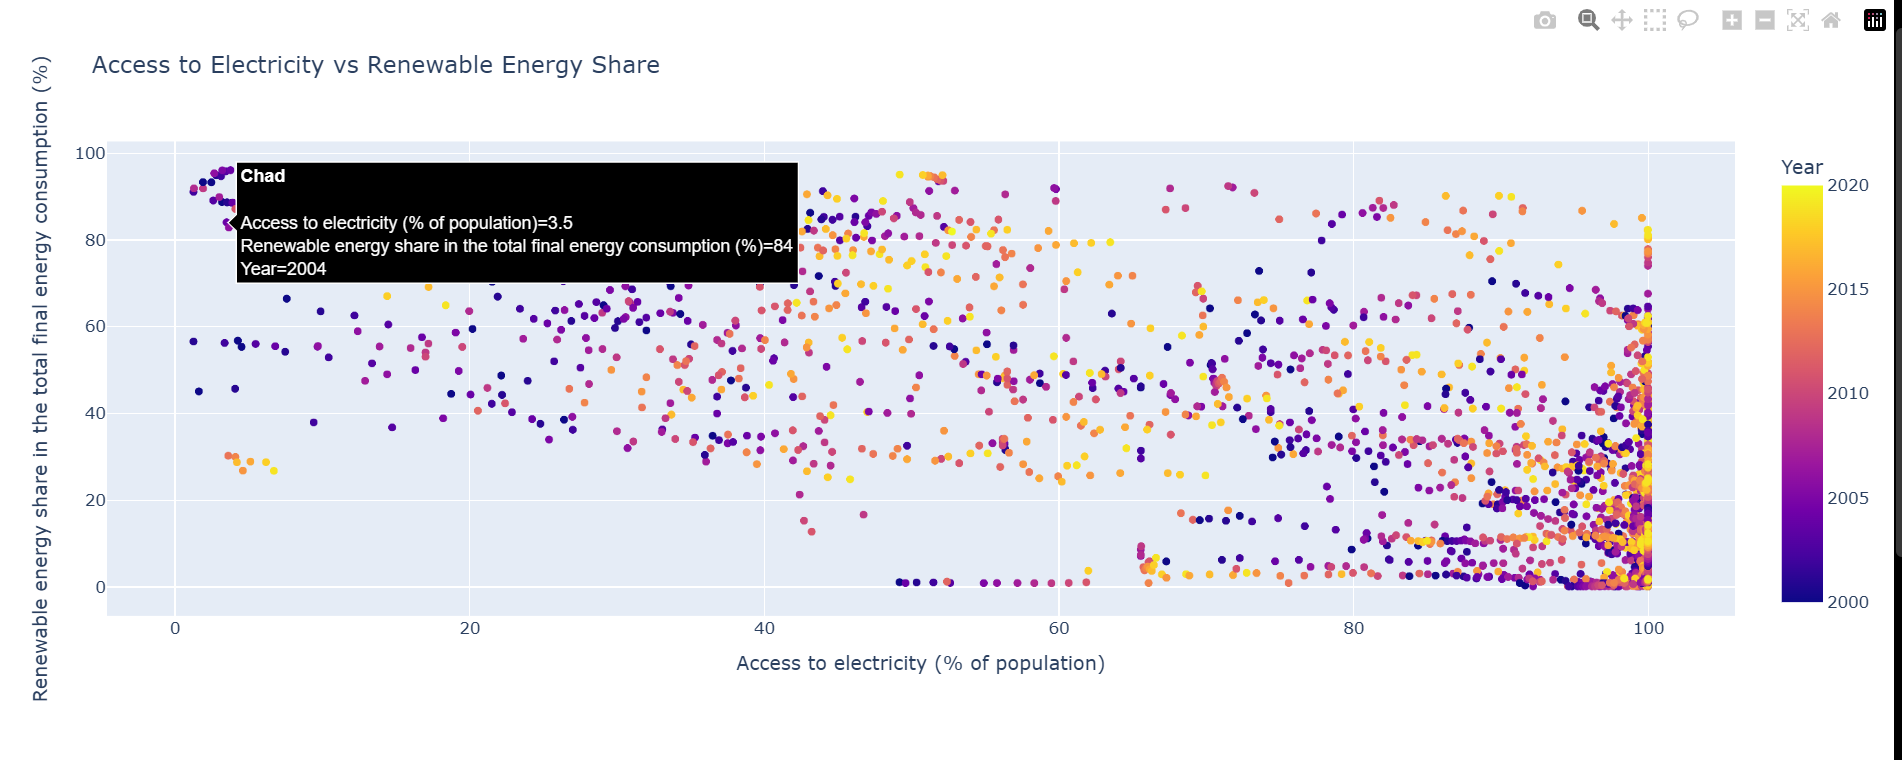 Access to Electricity vs Renewable Energy Share
Renewable energy share in the total final energy consumption (%)
100
80
60
40
20
0
Chad
Access to electricity (% of population)=3.5
Renewable energy share in the total final energy consumption (%)=84
Year=2004
0
20
40
60
80
100
Access to electricity (% of population)
Year
2020
2015
2010
2005
2000